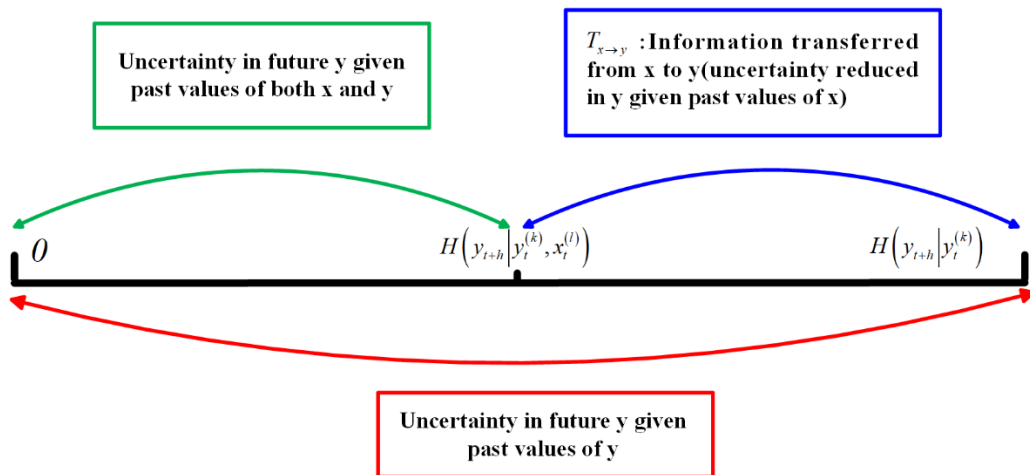 Uncertainty in future y given
past values of both x and y
T_{x→y} : Information transferred
from x to y(uncertainty reduced
in y given past values of x)
0
H(y_{t+h}|y_t^{(k)}, x_t^{(l)})
H(y_{t+h}|y_t^{(k)})
Uncertainty in future y given
past values of y